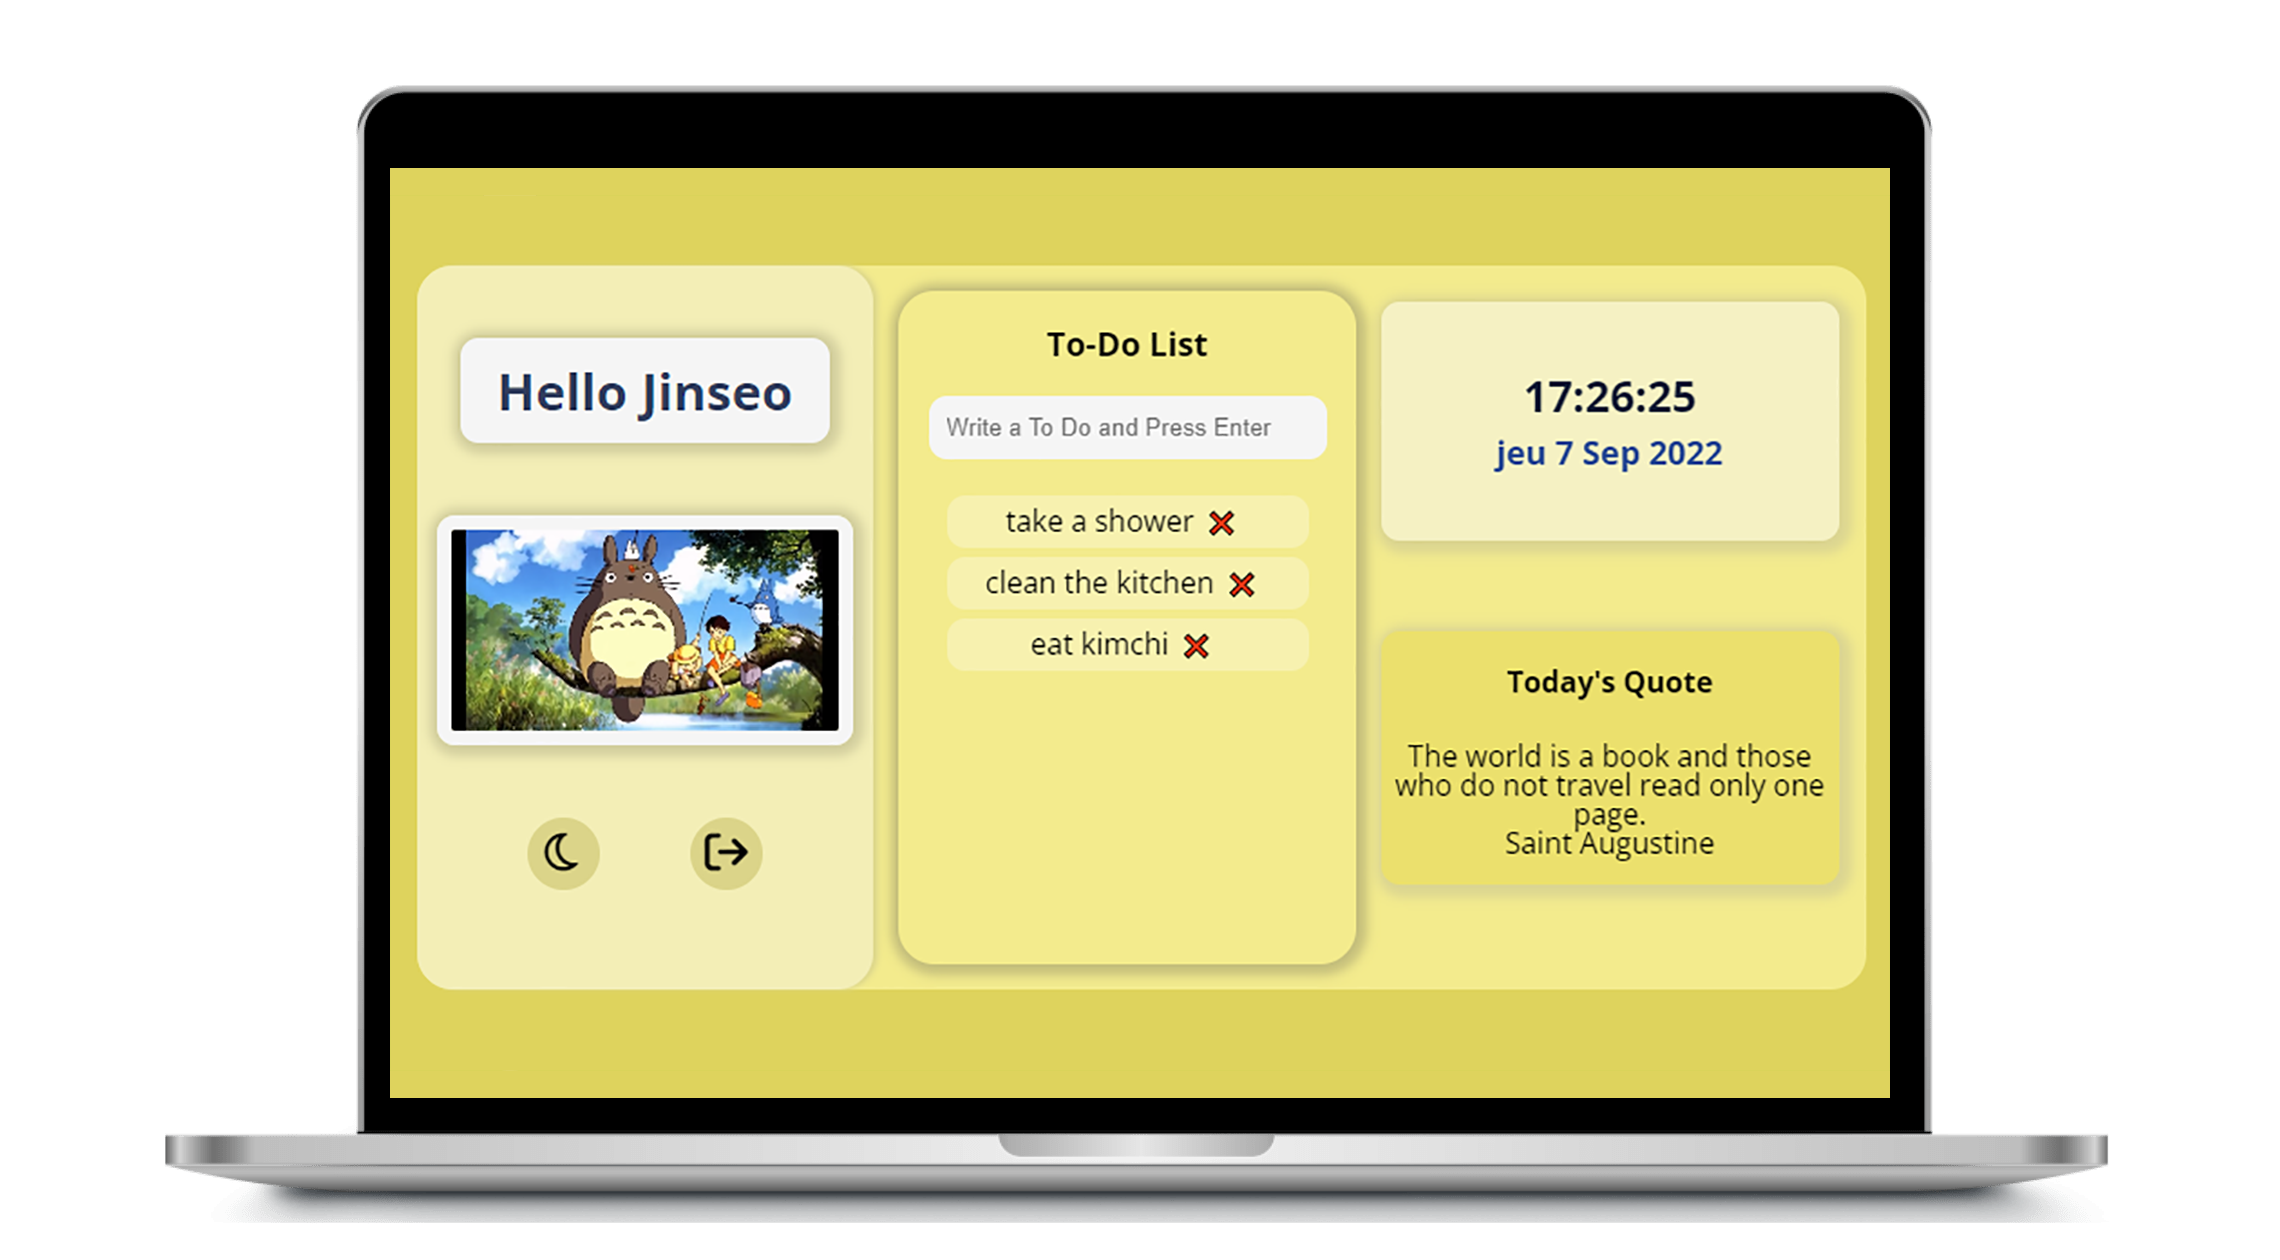 Hello Jinseo
To-Do List
Write a To Do and Press Enter
take a shower ❌
clean the kitchen ❌
eat kimchi ❌
17:26:25
jeu 7 Sep 2022
Today's Quote
The world is a book and those
who do not travel read only one
page.
Saint Augustine